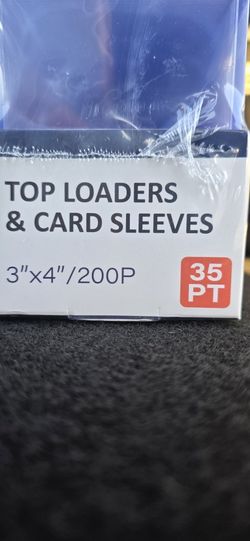 TOP LOADERS
& CARD SLEEVES
3"x4"/200P
35
PT